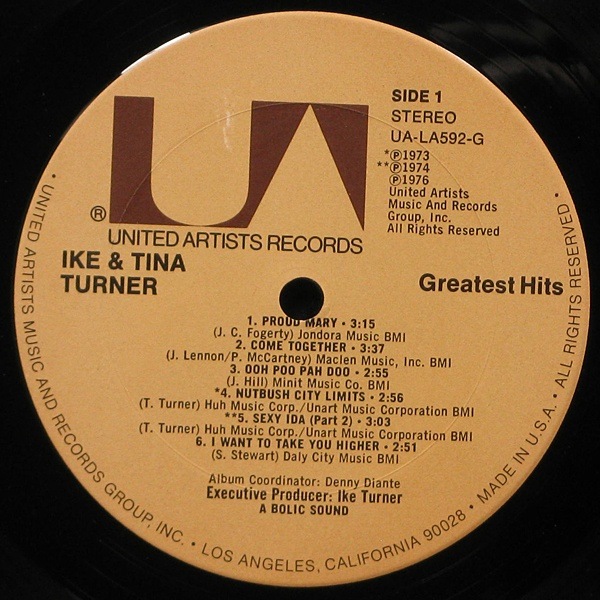 UA
®
UNITED ARTISTS RECORDS
SIDE 1
STEREO
UA-LA592-G
*Ⓟ1973
**Ⓟ1974
Ⓟ1976
United Artists
Music And Records
Group, Inc.
All Rights Reserved
IKE & TINA
TURNER
Greatest Hits
1. PROUD MARY • 3:15
(J. C. Fogerty) Jondora Music BMI
2. COME TOGETHER • 3:37
(J. Lennon/P. McCartney) Maclen Music, Inc. BMI
3. OOH POO PAH DOO • 2:55
(J. Hill) Minit Music Co. BMI
*4. NUTBUSH CITY LIMITS • 2:56
(T. Turner) Huh Music Corp./Unart Music Corporation BMI
**5. SEXY IDA (Part 2) • 3:03
(T. Turner) Huh Music Corp./Unart Music Corporation BMI
6. I WANT TO TAKE YOU HIGHER • 2:51
(S. Stewart) Daly City Music BMI
Album Coordinator: Denny Diante
Executive Producer: Ike Turner
A BOLIC SOUND
• UNITED ARTISTS MUSIC AND RECORDS GROUP, INC. • LOS ANGELES, CALIFORNIA 90028 • MADE IN U.S.A. • ALL RIGHTS RESERVED •